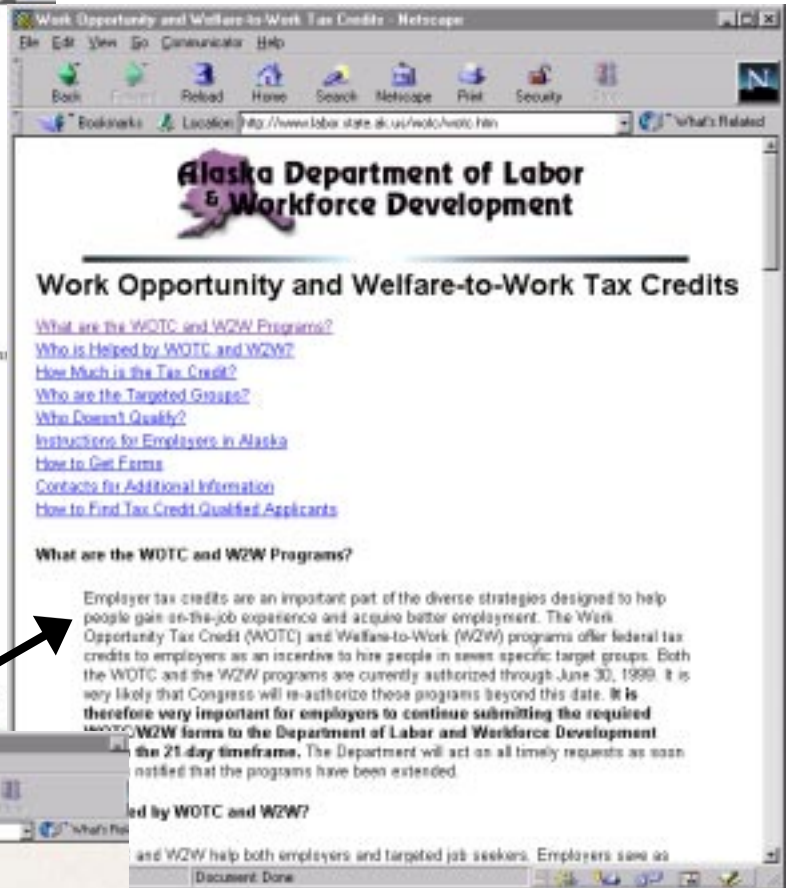 Work Opportunity and Welfare-to-Work Tax Credits - Netscape
File Edit View Go Communicator Help
Back Reload Home Search Netscape Print Security
Bookmarks Location http://www.labor.state.ak.us/wotc/wotc.htm What's Related
Alaska Department of Labor
& Workforce Development
Work Opportunity and Welfare-to-Work Tax Credits
What are the WOTC and W2W Programs?
Who is Helped by WOTC and W2W?
How Much is the Tax Credit?
Who are the Targeted Groups?
Who Doesn't Qualify?
Instructions for Employers in Alaska
How to Get Forms
Contacts for Additional Information
How to Find Tax Credit Qualified Applicants
What are the WOTC and W2W Programs?
Employer tax credits are an important part of the diverse strategies designed to help
people gain on-the-job experience and acquire better employment. The Work
Opportunity Tax Credit (WOTC) and Welfare-to-Work (W2W) programs offer federal tax
credits to employers as an incentive to hire people in seven specific target groups. Both
the WOTC and the W2W programs are currently authorized through June 30, 1999. It is
very likely that Congress will re-authorize these programs beyond this date. It is
therefore very important for employers to continue submitting the required
WOTC/W2W forms to the Department of Labor and Workforce Development
the 21-day timeframe. The Department will act on all timely requests as soon
notified that the programs have been extended.
ed by WOTC and W2W?
What's Rel
and W2W help both employers and targeted job seekers. Employers save as
Document: Done